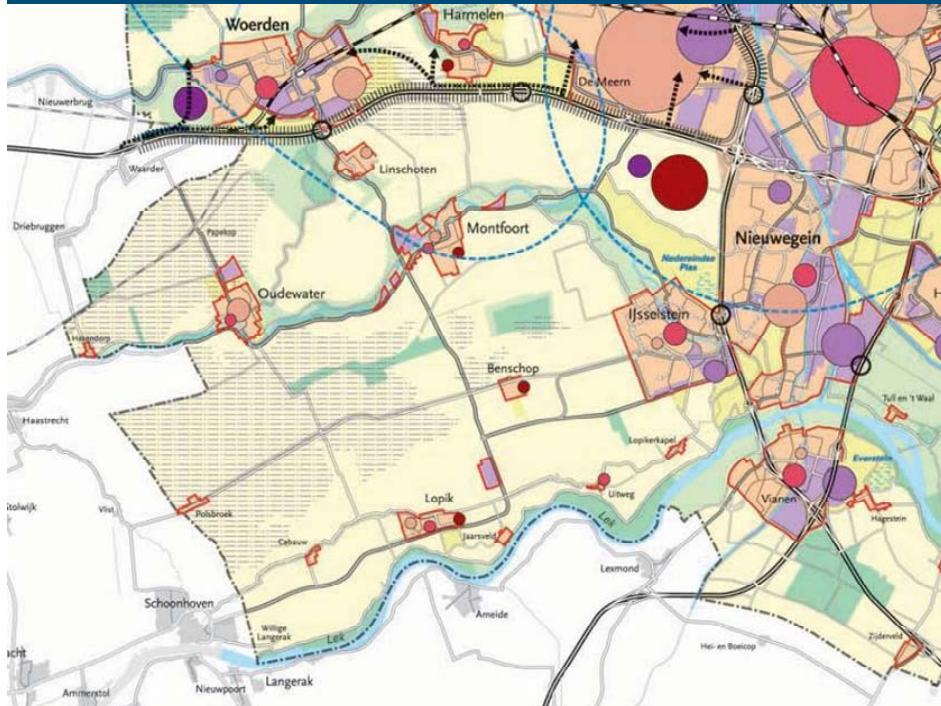 Woerden
Harmelen
Nieuwerbrug
De Meern
Waarder
Linschoten
Driebruggen
Papekop
Montfoort
Nieuwegein
Nedereindse
Plas
Oudewater
IJsselstein
Hekendorp
Benschop
Haastrecht
Tull en 't Waal
Lopikerkapel
Everstein
Stolwijk
Vlist
Polsbroek
Lopik
Uitweg
Vianen
Hagestein
Cabauw
Jaarsveld
Lek
Lexmond
Schoonhoven
Ameide
Willige
Langerak
Lek
Hei- en Boeicop
Zijderveld
Nieuwpoort
Langerak
Ammerstol